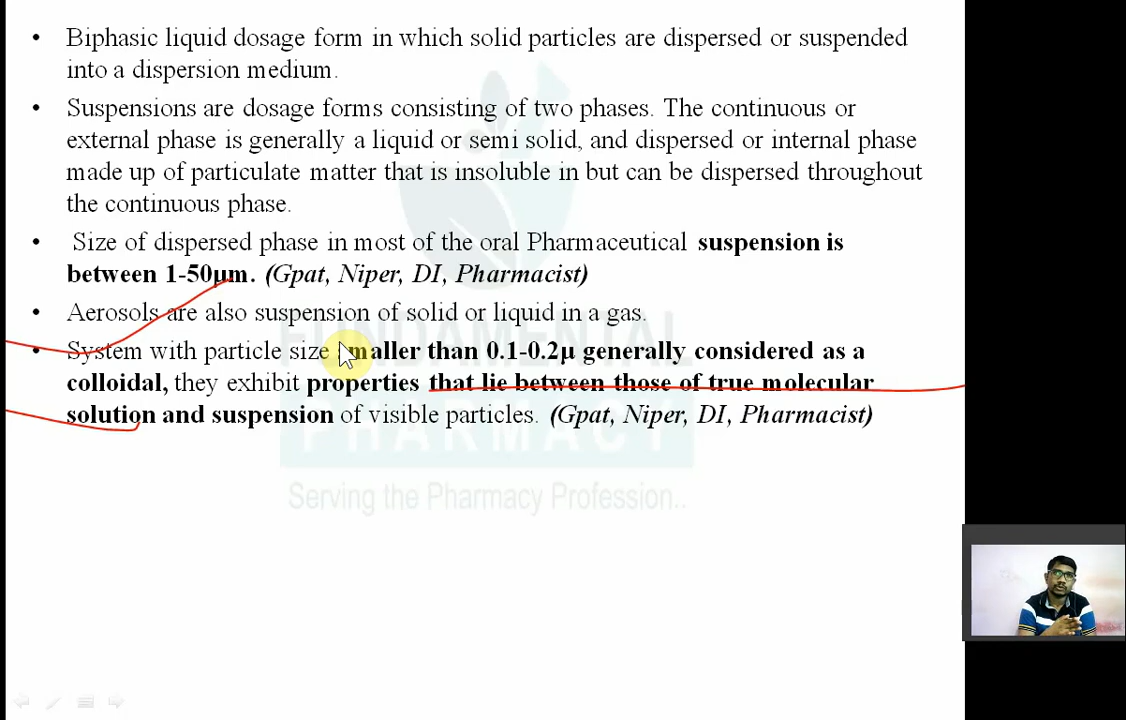 • Biphasic liquid dosage form in which solid particles are dispersed or suspended
into a dispersion medium.
• Suspensions are dosage forms consisting of two phases. The continuous or
external phase is generally a liquid or semi solid, and dispersed or internal phase
made up of particulate matter that is insoluble in but can be dispersed throughout
the continuous phase.
• Size of dispersed phase in most of the oral Pharmaceutical suspension is
between 1-50µm. (Gpat, Niper, DI, Pharmacist)
• Aerosols are also suspension of solid or liquid in a gas.
• System with particle size smaller than 0.1-0.2µ generally considered as a
colloidal, they exhibit properties that lie between those of true molecular
solution and suspension of visible particles. (Gpat, Niper, DI, Pharmacist)
FUNDAMENTAL
PHARMACY
Serving the Pharmacy Profession..